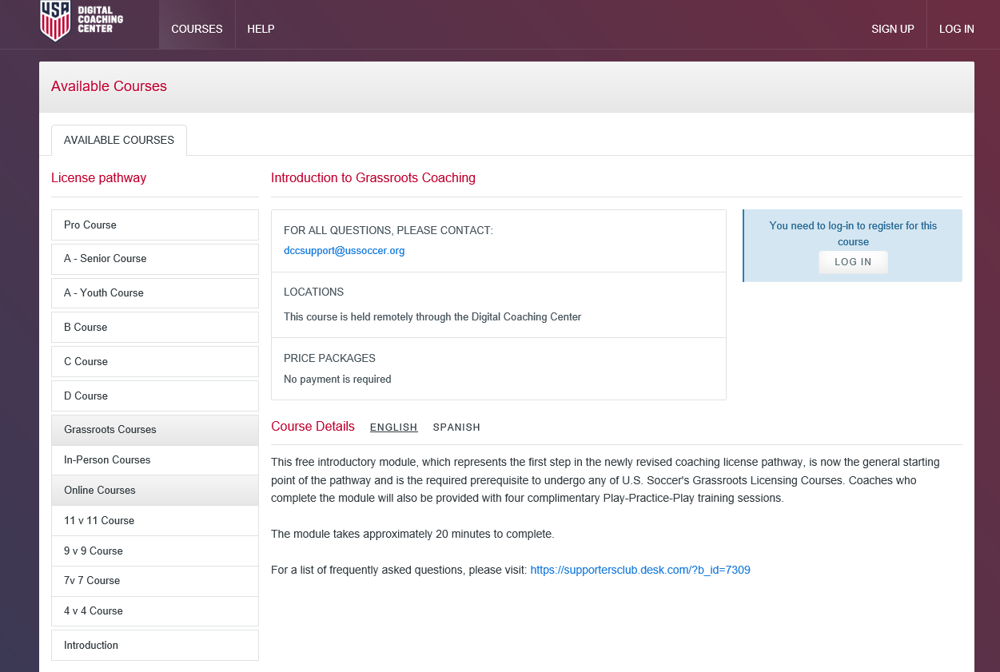 USA
DIGITAL
COACHING
CENTER
COURSES
HELP
SIGN UP
LOG IN
Available Courses
AVAILABLE COURSES
License pathway
Pro Course
A - Senior Course
A - Youth Course
B Course
C Course
D Course
Grassroots Courses
In-Person Courses
Online Courses
11 v 11 Course
9 v 9 Course
7v 7 Course
4 v 4 Course
Introduction
Introduction to Grassroots Coaching
FOR ALL QUESTIONS, PLEASE CONTACT:
dccsupport@ussoccer.org
LOCATIONS
This course is held remotely through the Digital Coaching Center
PRICE PACKAGES
No payment is required
You need to log-in to register for this
course
LOG IN
Course Details
ENGLISH
SPANISH
This free introductory module, which represents the first step in the newly revised coaching license pathway, is now the general starting
point of the pathway and is the required prerequisite to undergo any of U.S. Soccer's Grassroots Licensing Courses. Coaches who
complete the module will also be provided with four complimentary Play-Practice-Play training sessions.
The module takes approximately 20 minutes to complete.
For a list of frequently asked questions, please visit: https://supportersclub.desk.com/?b_id=7309